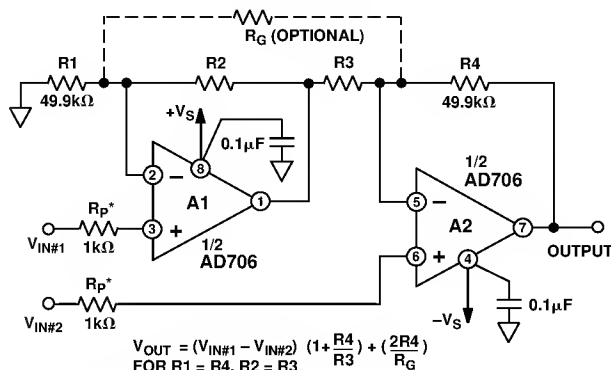 R_G (OPTIONAL)
R1
R2
R3
R4
49.9kΩ
49.9kΩ
+V_S
0.1µF
8
2
–
A1
1
3
+
1/2
AD706
R_P*
1kΩ
V_IN#1
1/2
AD706
5
–
A2
7
6
+
4
OUTPUT
–V_S
0.1µF
R_P*
1kΩ
V_IN#2
V_OUT = (V_IN#1 – V_IN#2) (1+ R4/R3) + (2R4/R_G)
FOR R1 = R4, R2 = R3